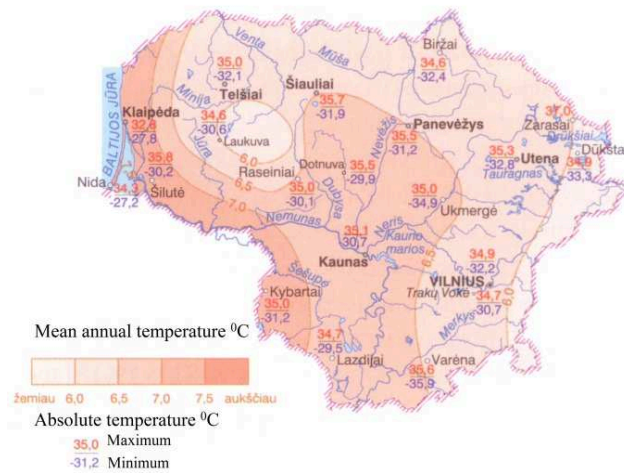 Biržai
34,6
-32,4
Venta
Mūša
35,0
-32,1
Telšiai
Šiauliai
35,7
-31,9
Minija
BALTIJOS JŪRA
Klaipėda
32,8
-27,8
34,6
-30,6
Laukuva
Jūra
6,0
6,5
7,0
Nevėžis
Panevėžys
35,5
-31,2
37,0
Zarasai
Drūkšiai
Dūkšta
34,9
-33,3
35,3
-32,8
Utena
Tauragnas
35,8
-30,2
Šilutė
Nida
34,3
-27,2
Raseiniai
35,0
-30,1
Dotnuva
35,5
-29,9
Dubysa
35,0
-34,9
Ukmergė
Nemunas
Neris
35,1
-30,7
Kaunas
Kauno
marios
6,5
34,9
-32,2
VILNIUS
Trakų Vokė
34,7
-30,7
6,0
Merkys
Šešupė
Kybartai
35,0
-31,2
34,7
-29,5
Lazdijai
Varėna
35,6
-35,9
Mean annual temperature ⁰C
žemiau 6,0 6,5 7,0 7,5 aukščiau
Absolute temperature ⁰C
35,0 Maximum
-31,2 Minimum